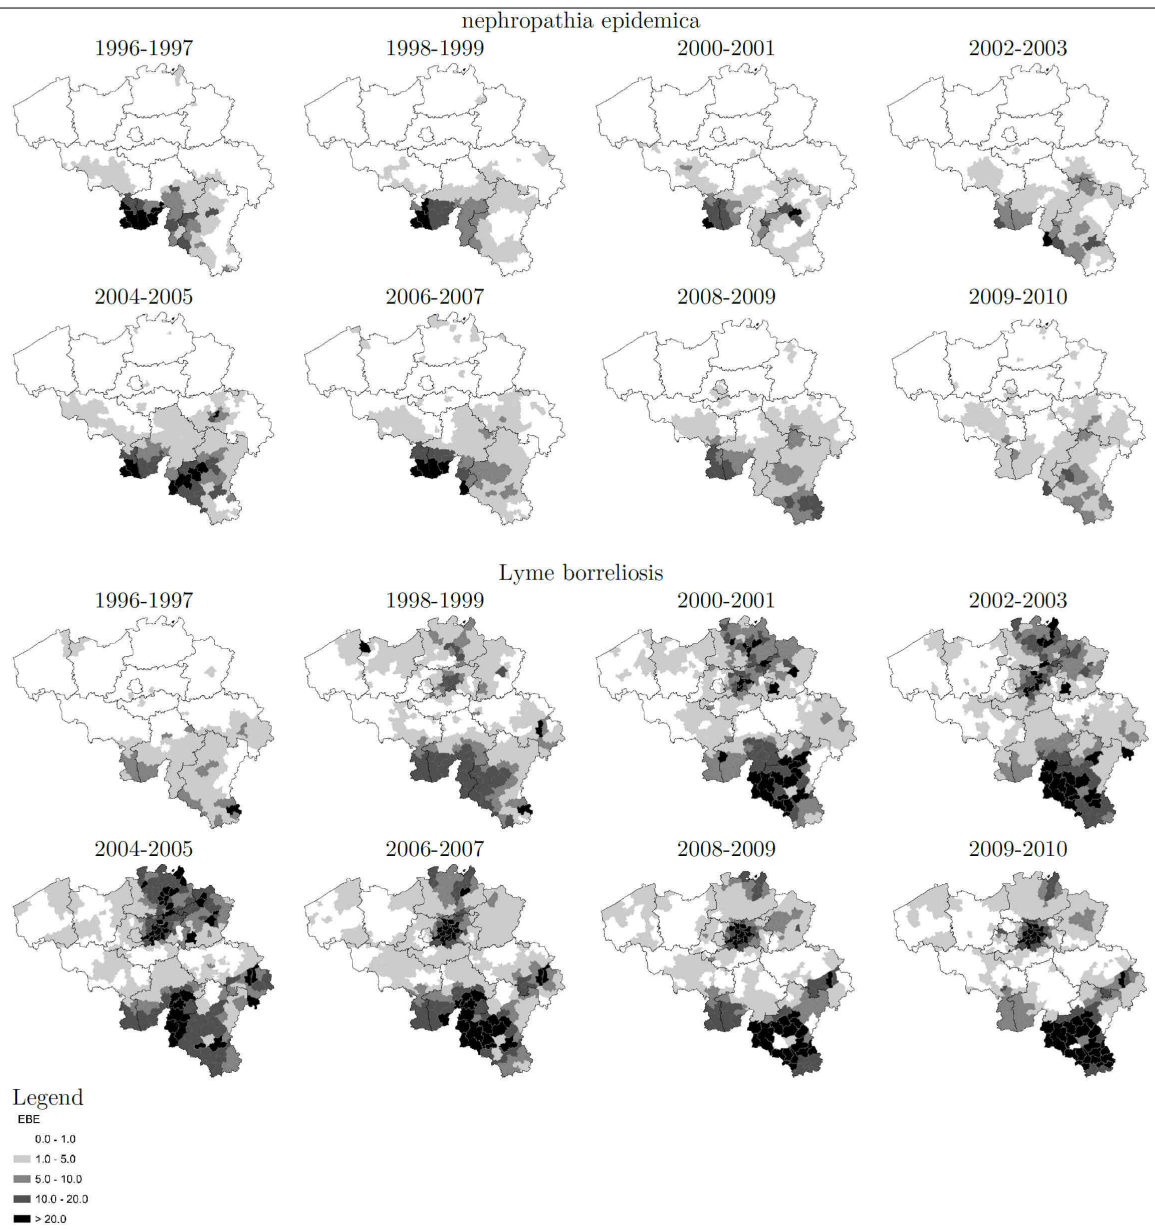 nephropathia epidemica
1996-1997 1998-1999 2000-2001 2002-2003
2004-2005 2006-2007 2008-2009 2009-2010
Lyme borreliosis
1996-1997 1998-1999 2000-2001 2002-2003
2004-2005 2006-2007 2008-2009 2009-2010
Legend
EBE
0.0 - 1.0
1.0 - 5.0
5.0 - 10.0
10.0 - 20.0
> 20.0